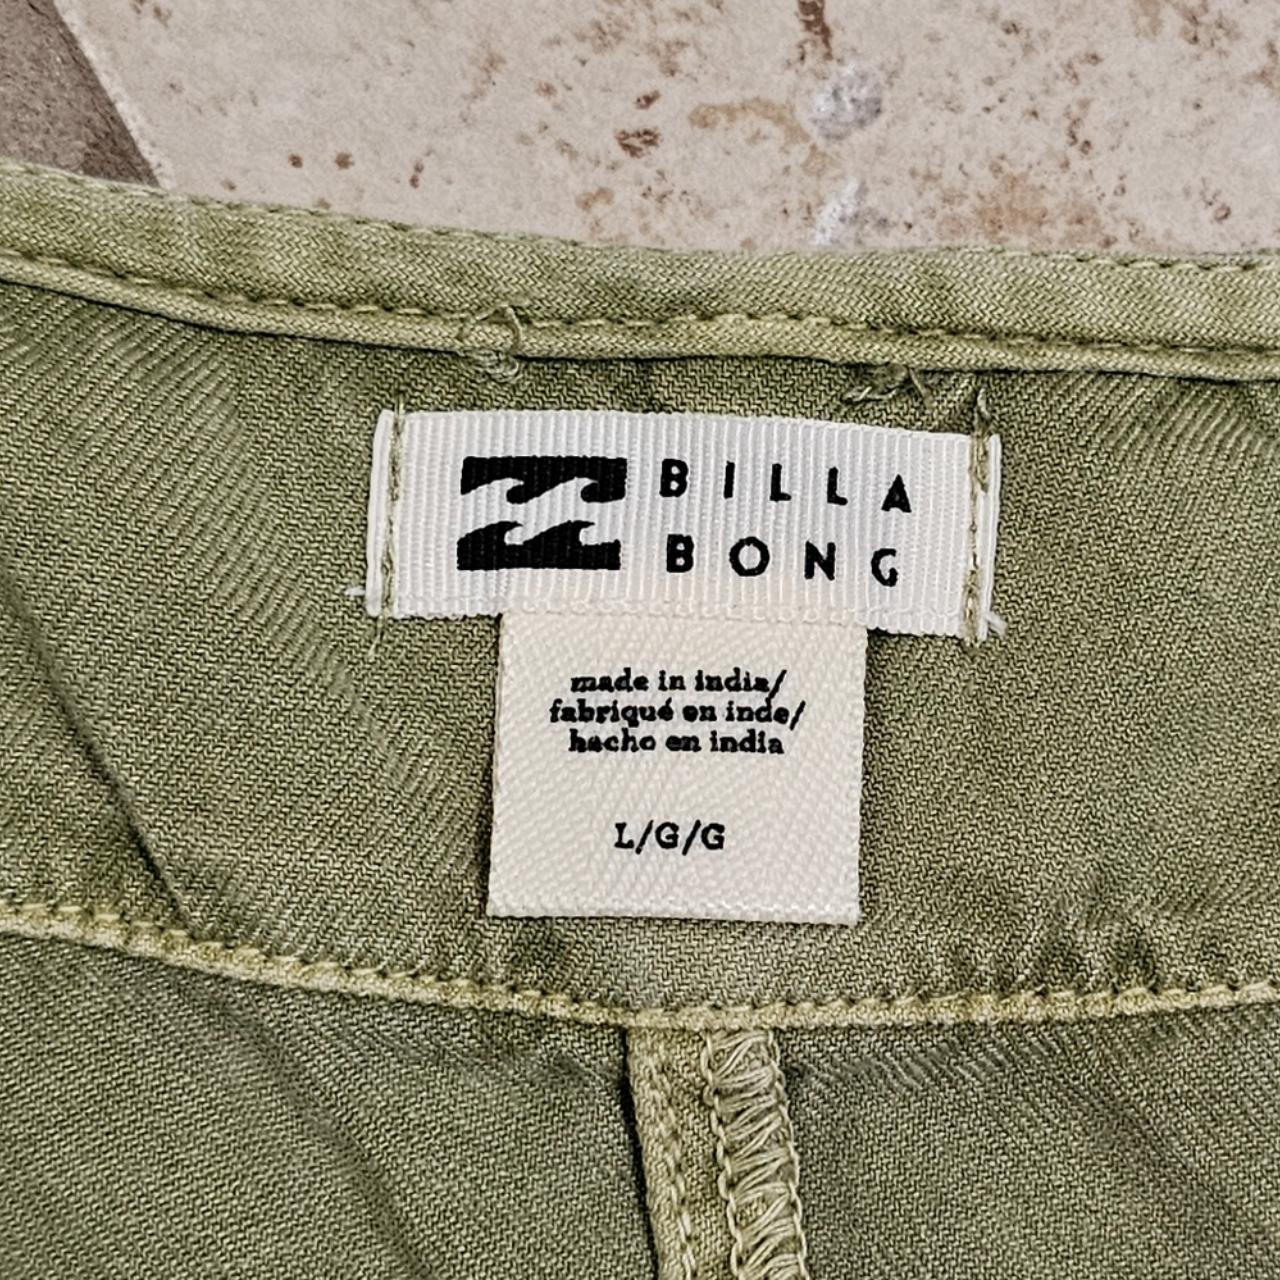 BILLA
BONG
made in india/
fabriqué en inde/
hecho en india
L/G/G